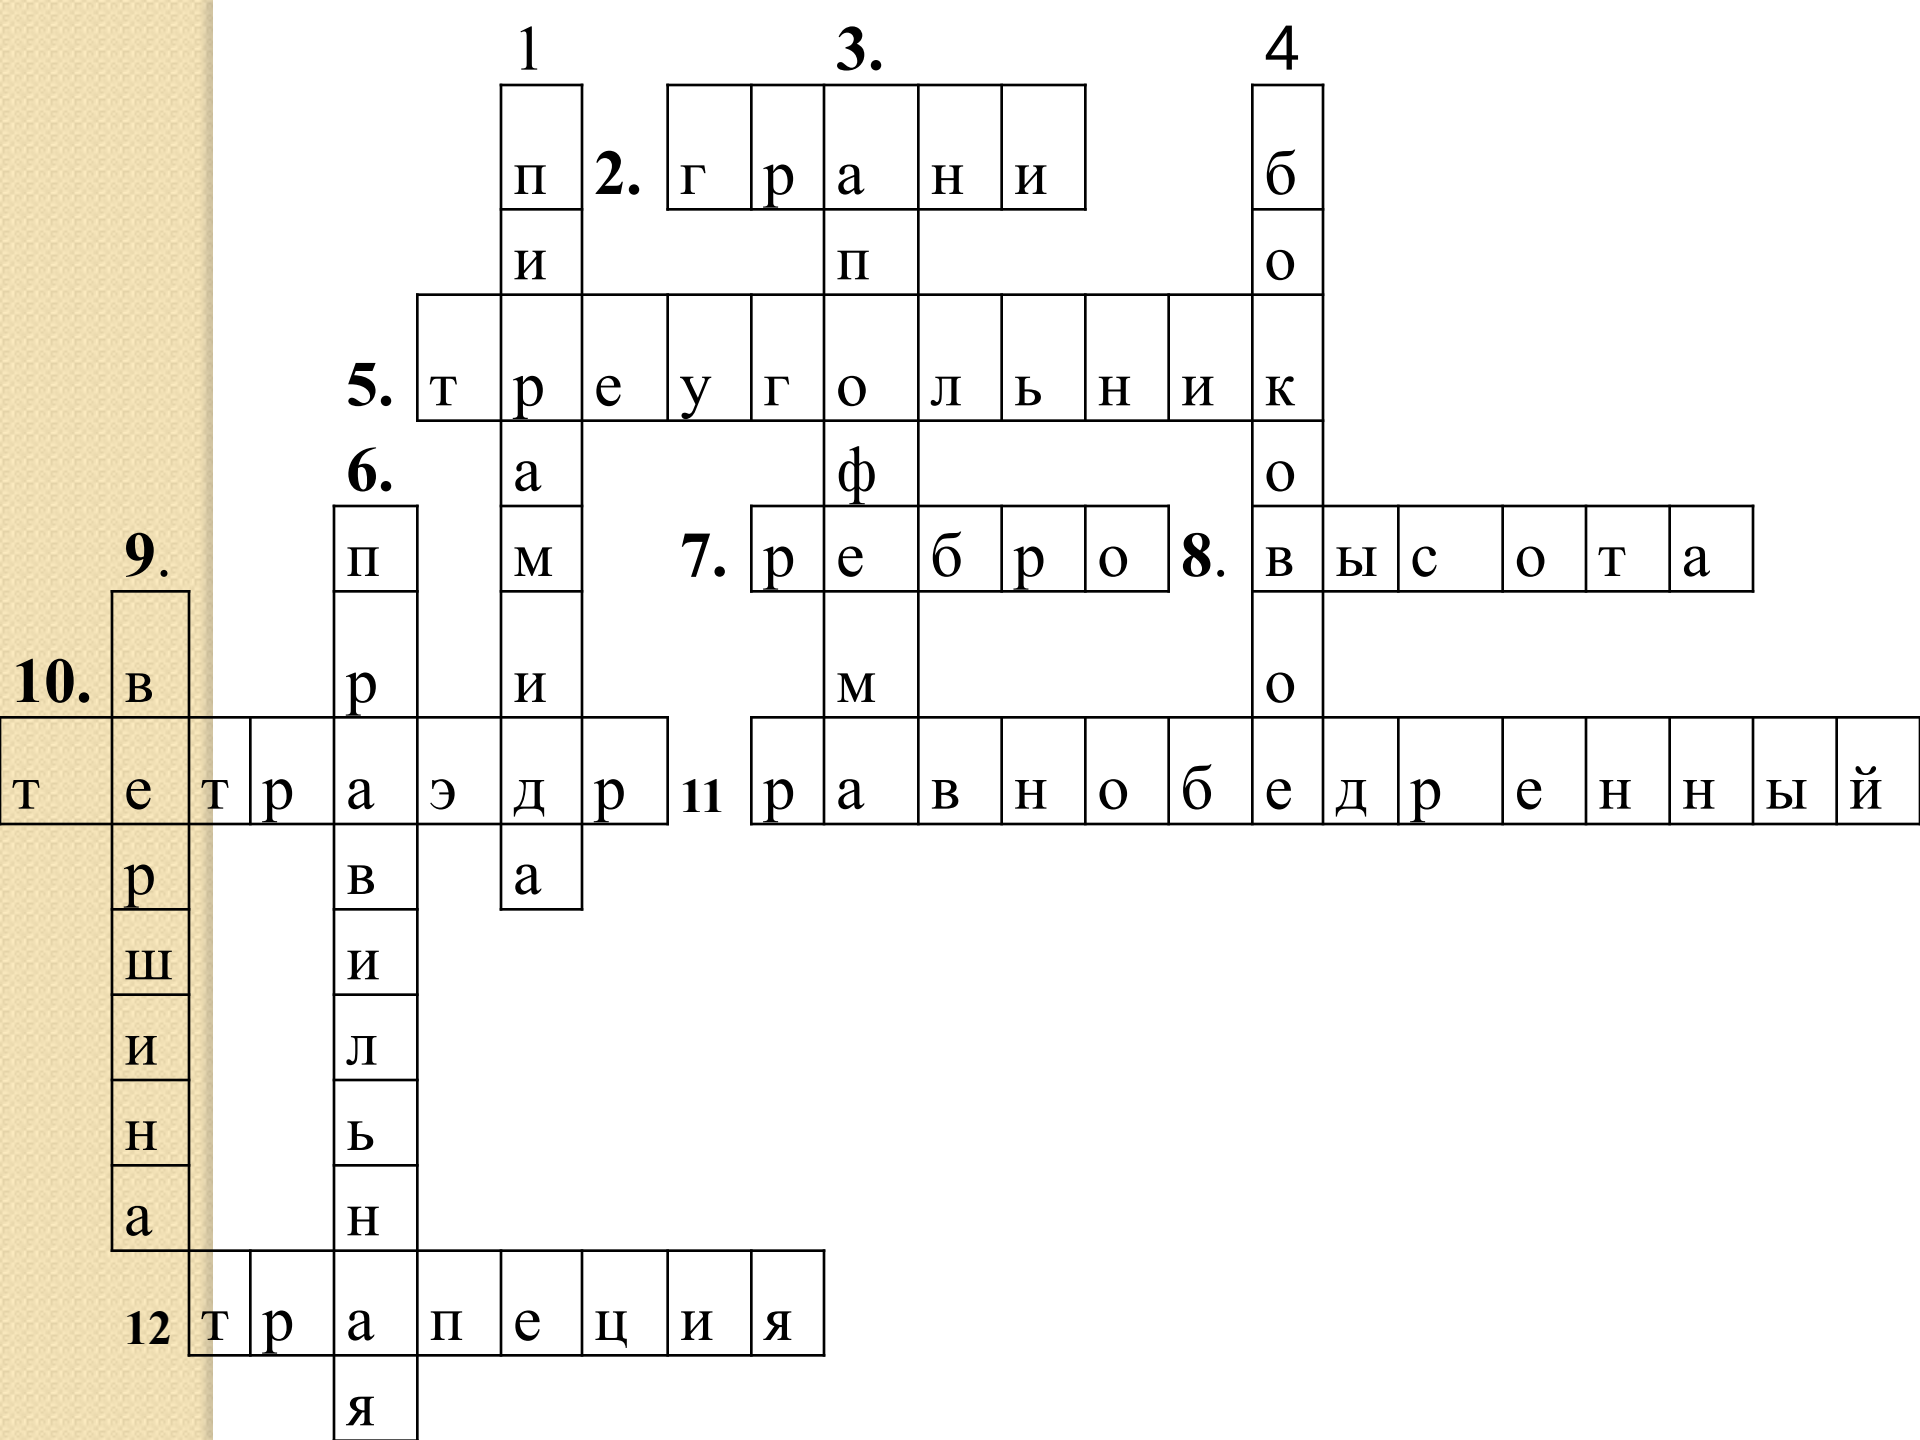 1 3. 4
п 2. г р а н и б
и п о
5. т р е у г о л ь н и к
6. а ф о
9. п м 7. р е б р о 8. в ы с о т а
10. в р и м о
т е т р а э д р 11 р а в н о б е д р е н н ы й
р в а
ш и
и л
н ь
а н
12 т р а п е ц и я
я